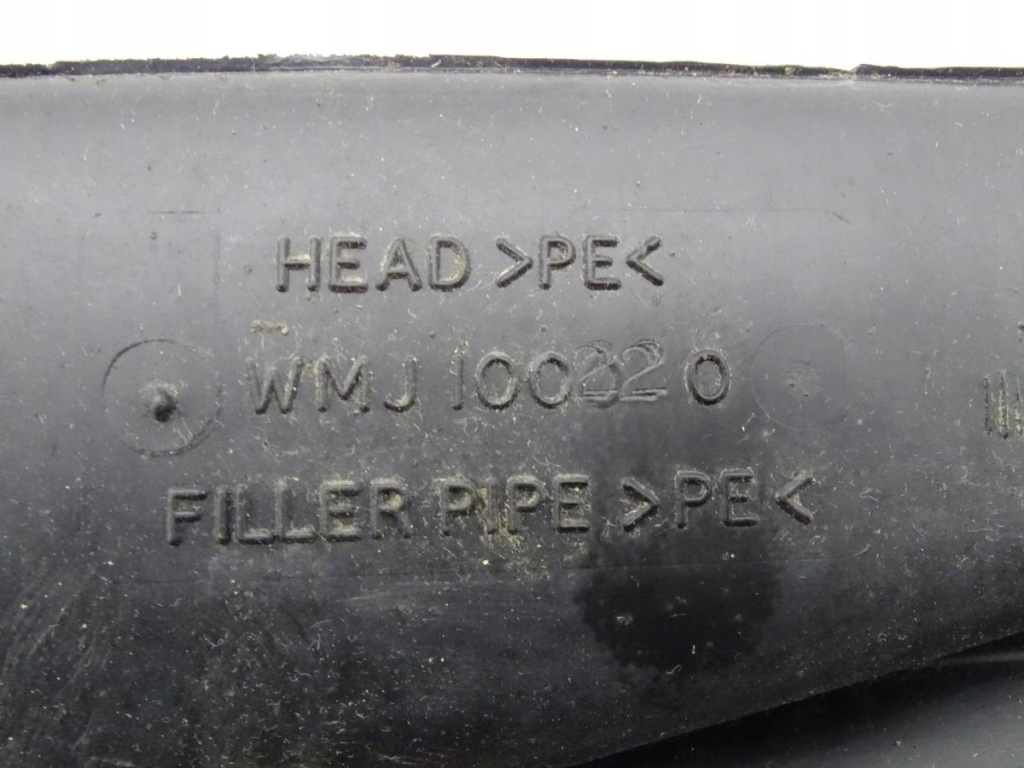 HEAD >PE<
WMJ 100220
FILLER PIPE >PE<